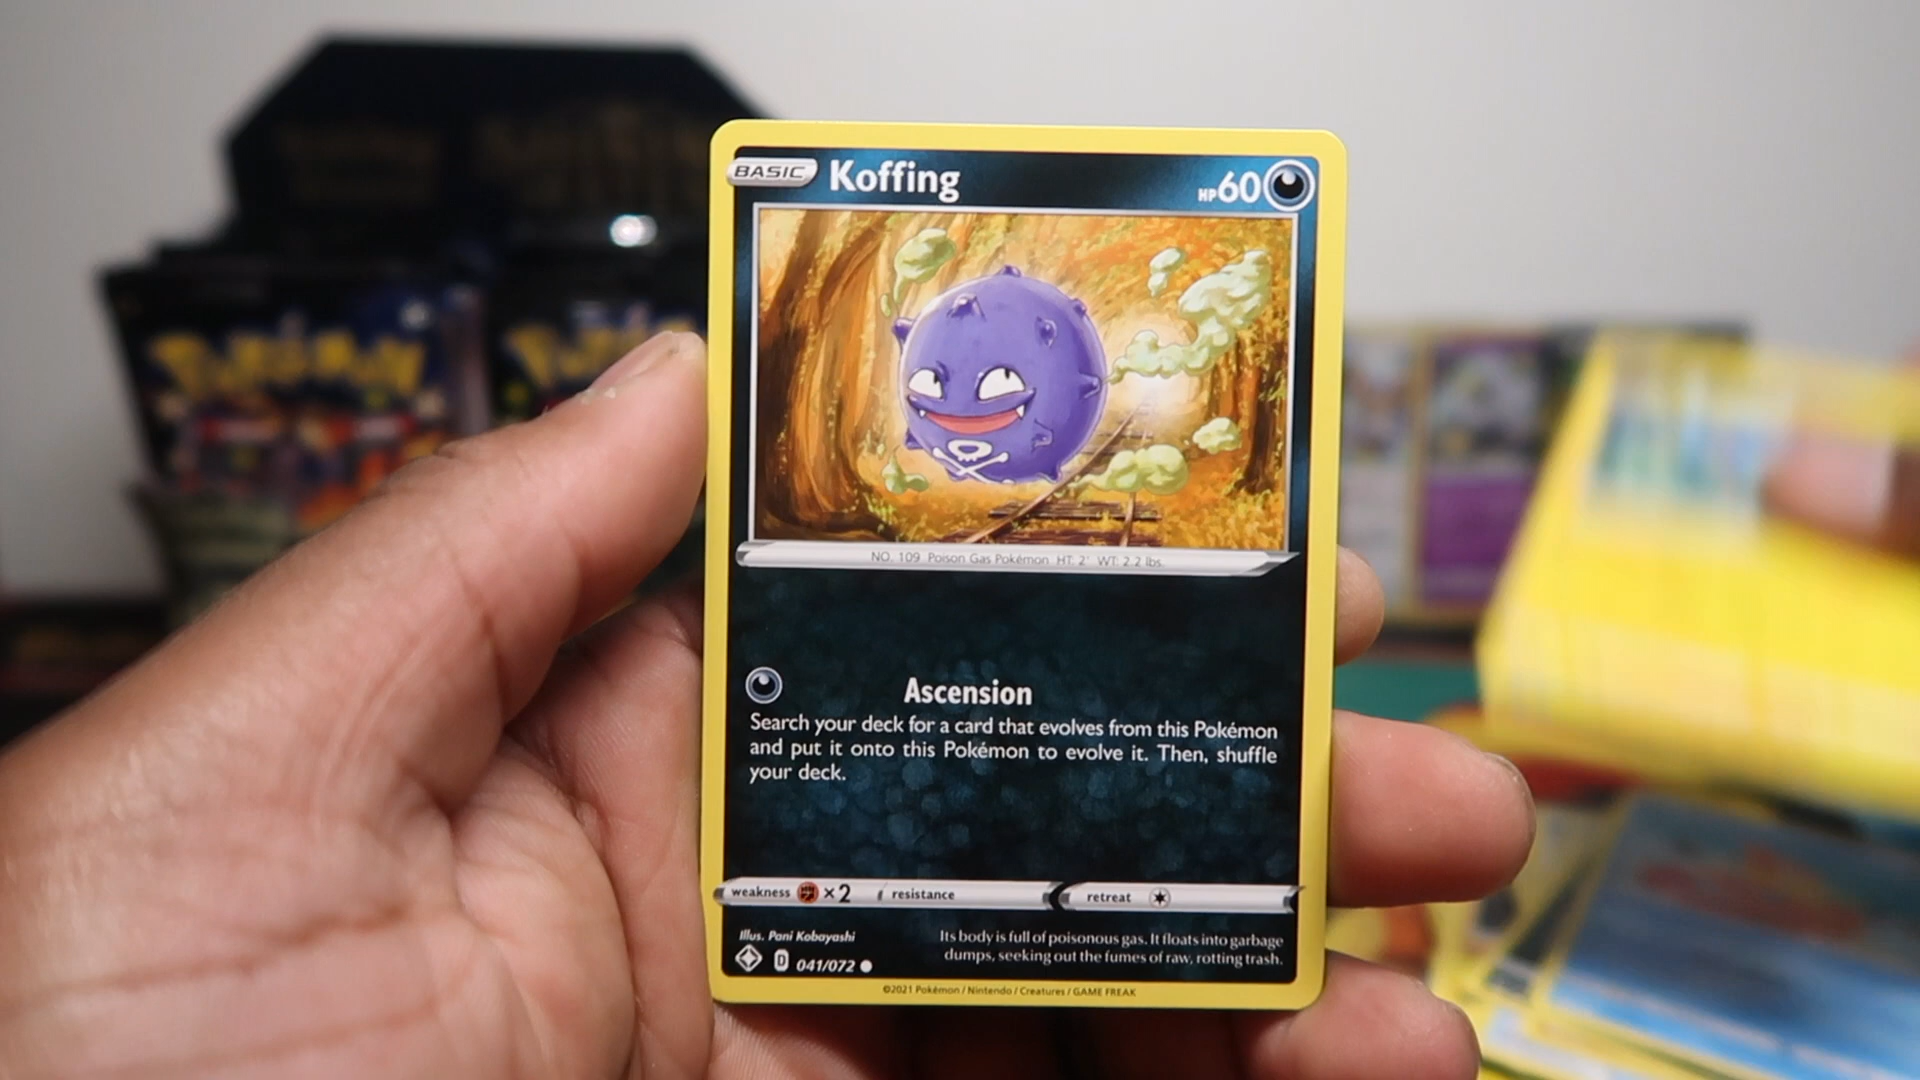 BASIC Koffing HP60
NO. 109 Poison Gas Pokémon HT: 2' WT: 2.2 lbs.
Ascension
Search your deck for a card that evolves from this Pokémon
and put it onto this Pokémon to evolve it. Then, shuffle
your deck.
weakness ×2 resistance retreat
Illus. Pani Kobayashi
Its body is full of poisonous gas. It floats into garbage
dumps, seeking out the fumes of raw, rotting trash.
D 041/072
©2021 Pokémon / Nintendo / Creatures / GAME FREAK
POKÉMON